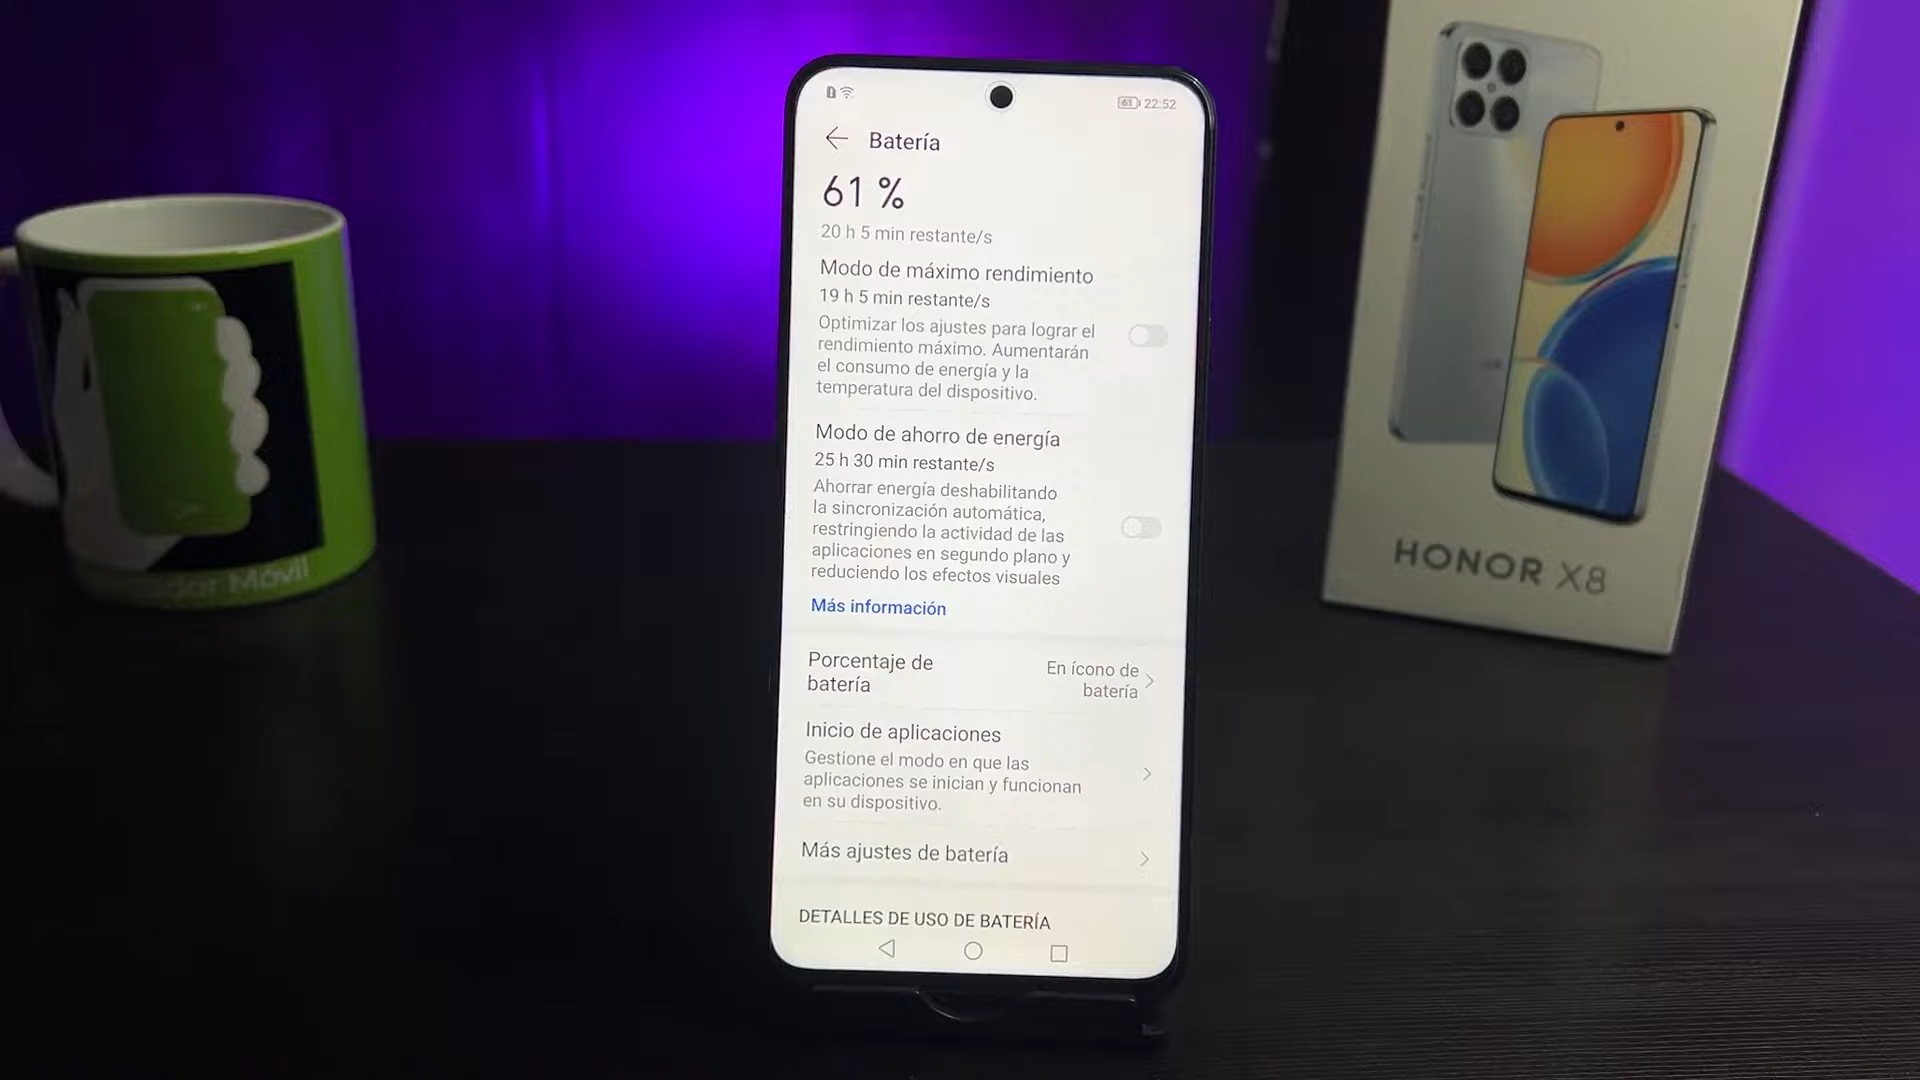 61 22:52
Batería
61 %
20 h 5 min restante/s
Modo de máximo rendimiento
19 h 5 min restante/s
Optimizar los ajustes para lograr el
rendimiento máximo. Aumentarán
el consumo de energía y la
temperatura del dispositivo.
Modo de ahorro de energía
25 h 30 min restante/s
Ahorrar energía deshabilitando
la sincronización automática,
restringiendo la actividad de las
aplicaciones en segundo plano y
reduciendo los efectos visuales
Más información
Porcentaje de
batería
En ícono de
batería
Inicio de aplicaciones
Gestione el modo en que las
aplicaciones se inician y funcionan
en su dispositivo.
Más ajustes de batería
DETALLES DE USO DE BATERÍA
HONOR X8
Móvil